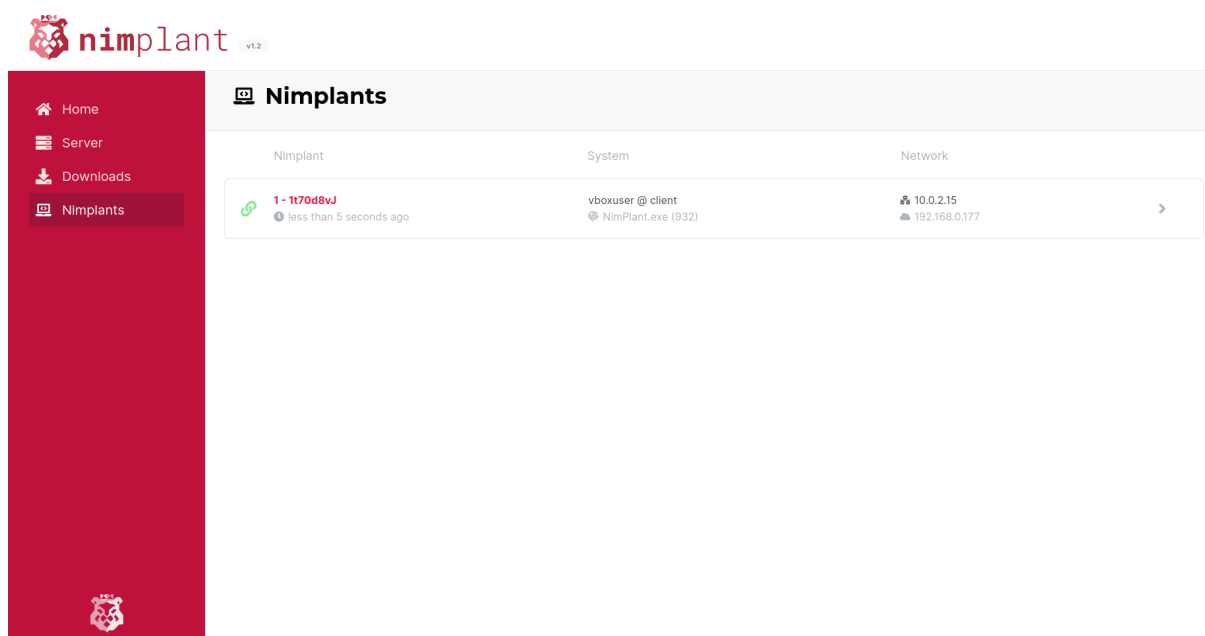 nimplant v1.2
Home
Server
Downloads
Nimplants
Nimplants
Nimplant System Network
1 - 1t70d8vJ vboxuser @ client 10.0.2.15
less than 5 seconds ago NimPlant.exe (932) 192.168.0.177